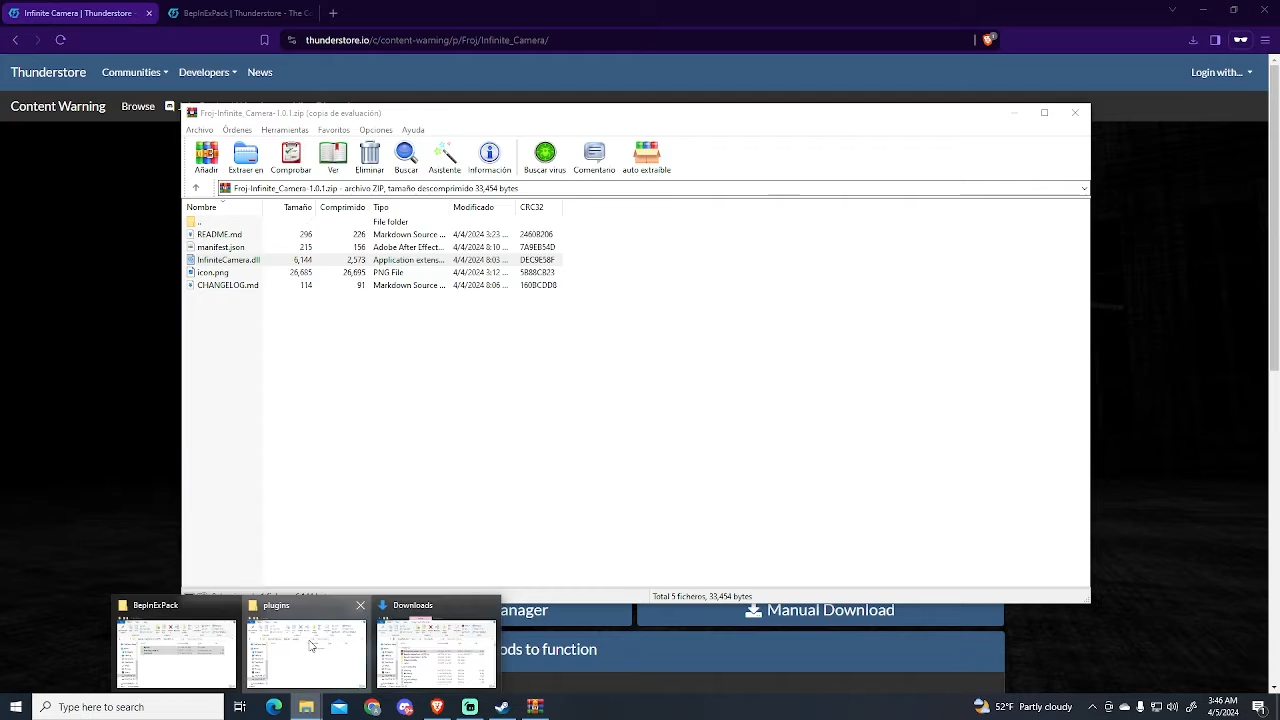 Infinite Camera | Thunderstore -
BepInExPack | Thunderstore - The Co
thunderstore.io/c/content-warning/p/Froj/Infinite_Camera/
1
Thunderstore Communities Developers News Login with...
Content Warning Browse
Froj-Infinite_Camera-1.0.1.zip (copia de evaluación)
Archivo Órdenes Herramientas Favoritos Opciones Ayuda
Añadir Extraer en Comprobar Ver Eliminar Buscar Asistente Información Buscar virus Comentario auto extraíble
Froj-Infinite_Camera-1.0.1.zip - archivo ZIP, tamaño descomprimido 33,454 bytes
Nombre Tamaño Comprimido Tipo Modificado CRC32
.. File folder
README.md 296 226 Markdown Source ... 4/4/2024 3:23 ... 2460B206
manifest.json 215 156 Adobe After Effect... 4/4/2024 8:10 ... 7A9EB54D
InfiniteCamera.dll 6,144 2,573 Application extens... 4/4/2024 8:03 ... DEC9E58F
icon.png 26,685 26,695 PNG File 4/4/2024 3:12 ... 5B88CB23
CHANGELOG.md 114 91 Markdown Source ... 4/4/2024 8:06 ... 160BCDD8
Total 5 ficheros, 33,454 bytes
BepInExPack plugins Downloads
anager Manual Download
ods to function
Type here to search
52°F Partly cloudy
3:46 AM
4/5/2024